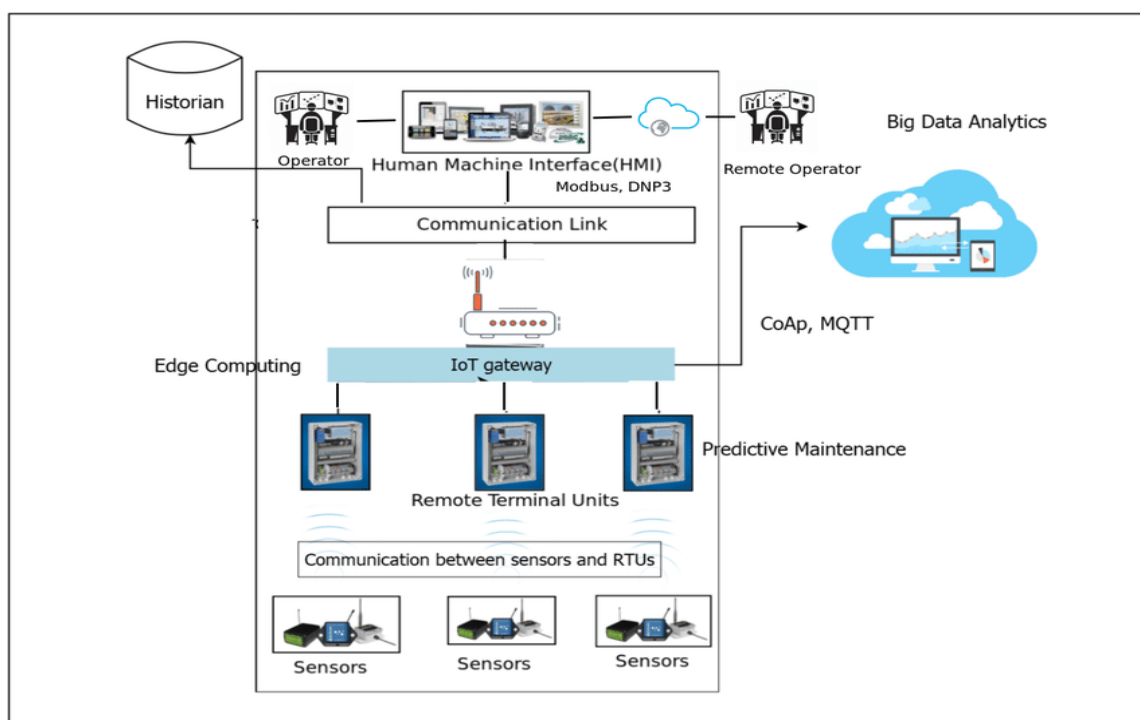 Historian
Operator
Human Machine Interface(HMI)
Remote Operator
Big Data Analytics
Modbus, DNP3
Communication Link
CoAp, MQTT
Edge Computing
IoT gateway
Predictive Maintenance
Remote Terminal Units
Communication between sensors and RTUs
Sensors
Sensors
Sensors